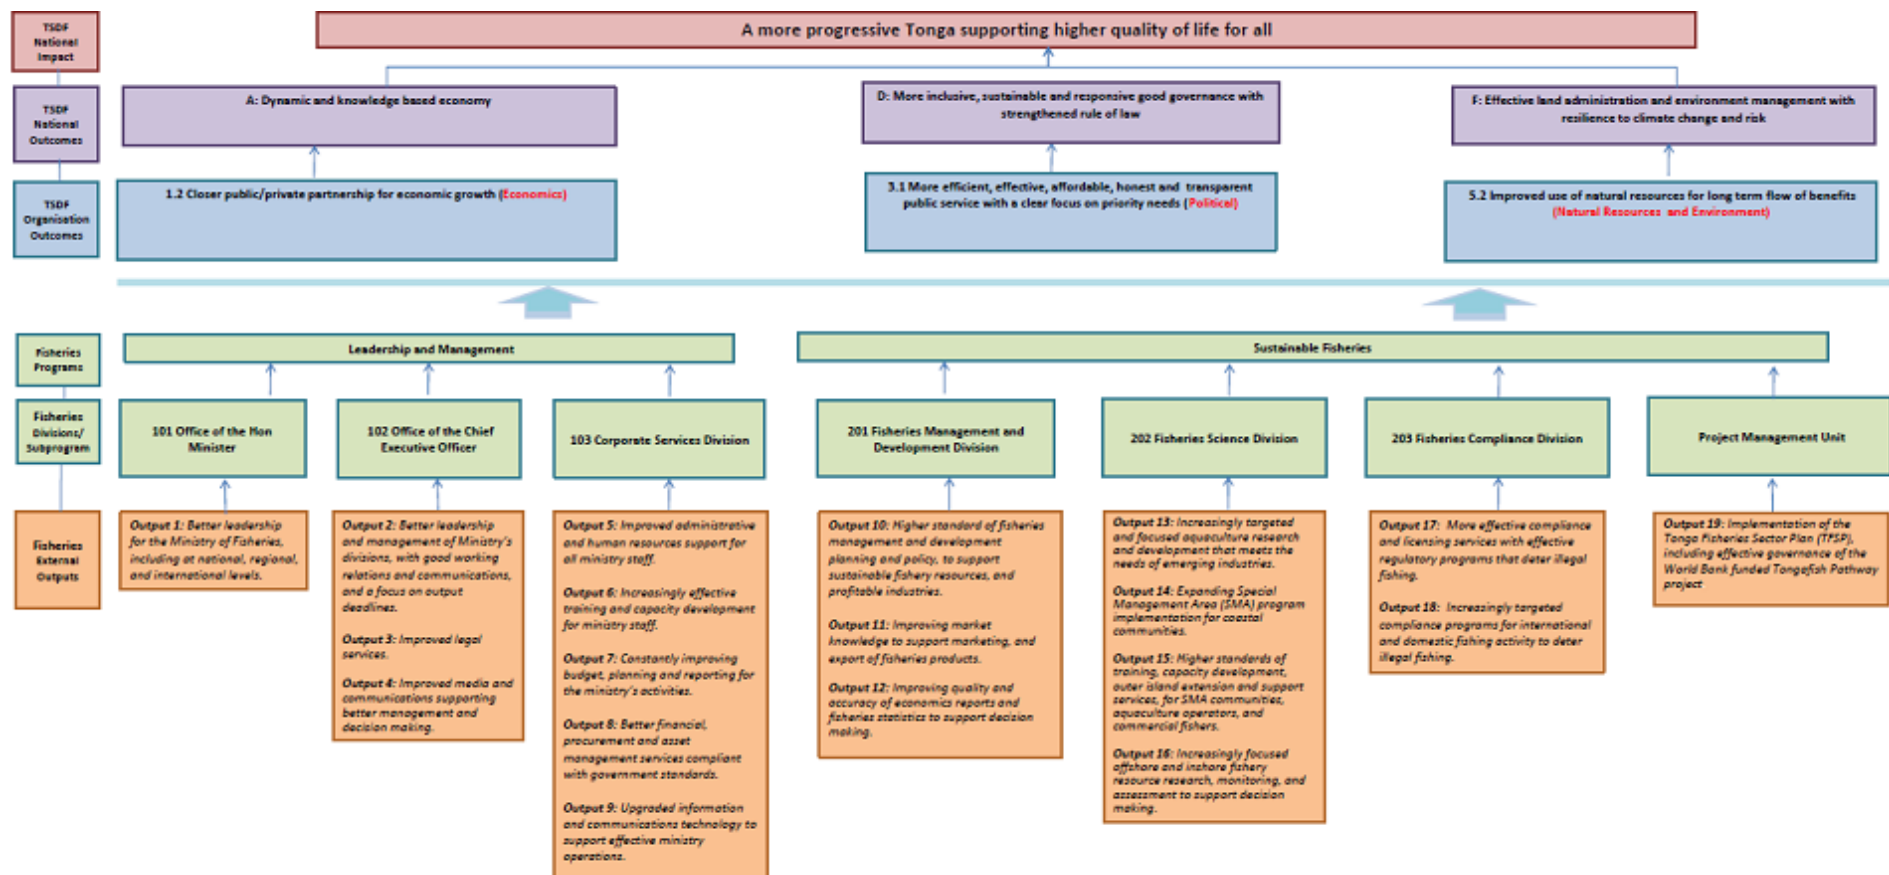 TSDF
National
Impact
A more progressive Tonga supporting higher quality of life for all
TSDF
National
Outcomes
A: Dynamic and knowledge based economy
D: More inclusive, sustainable and responsive good governance with
strengthened rule of law
F: Effective land administration and environment management with
resilience to climate change and risk
TSDF
Organisation
Outcomes
1.2 Closer public/private partnership for economic growth (Economics)
3.1 More efficient, effective, affordable, honest and transparent
public service with a clear focus on priority needs (Political)
5.2 Improved use of natural resources for long term flow of benefits
(Natural Resources and Environment)
Fisheries
Programs
Leadership and Management
Sustainable Fisheries
Fisheries
Divisions/
Subprogram
101 Office of the Hon
Minister
102 Office of the Chief
Executive Officer
103 Corporate Services Division
201 Fisheries Management and
Development Division
202 Fisheries Science Division
203 Fisheries Compliance Division
Project Management Unit
Fisheries
External
Outputs
Output 1: Better leadership
for the Ministry of Fisheries,
including at national, regional,
and international levels.
Output 2: Better leadership
and management of Ministry's
divisions, with good working
relations and communications,
and a focus on output
deadlines.
Output 3: Improved legal
services.
Output 4: Improved media and
communications supporting
better management and
decision making.
Output 5: Improved administrative
and human resources support for
all ministry staff.
Output 6: Increasingly effective
training and capacity development
for ministry staff.
Output 7: Constantly improving
budget, planning and reporting for
the ministry's activities.
Output 8: Better financial,
procurement and asset
management services compliant
with government standards.
Output 9: Upgraded information
and communications technology to
support effective ministry
operations.
Output 10: Higher standard of fisheries
management and development
planning and policy, to support
sustainable fishery resources, and
profitable industries.
Output 11: Improving market
knowledge to support marketing, and
export of fisheries products.
Output 12: Improving quality and
accuracy of economics reports and
fisheries statistics to support decision
making.
Output 13: Increasingly targeted
and focused aquaculture research
and development that meets the
needs of emerging industries.
Output 14: Expanding Special
Management Area (SMA) program
implementation for coastal
communities.
Output 15: Higher standards of
training, capacity development,
outer island extension and support
services, for SMA communities,
aquaculture operators, and
commercial fishers.
Output 16: Increasingly focused
offshore and inshore fishery
resource research, monitoring, and
assessment to support decision
making.
Output 17: More effective compliance
and licensing services with effective
regulatory programs that deter illegal
fishing.
Output 18: Increasingly targeted
compliance programs for international
and domestic fishing activity to deter
illegal fishing.
Output 19: Implementation of the
Tonga Fisheries Sector Plan (TFSP),
including effective governance of the
World Bank funded Tongafish Pathway
project